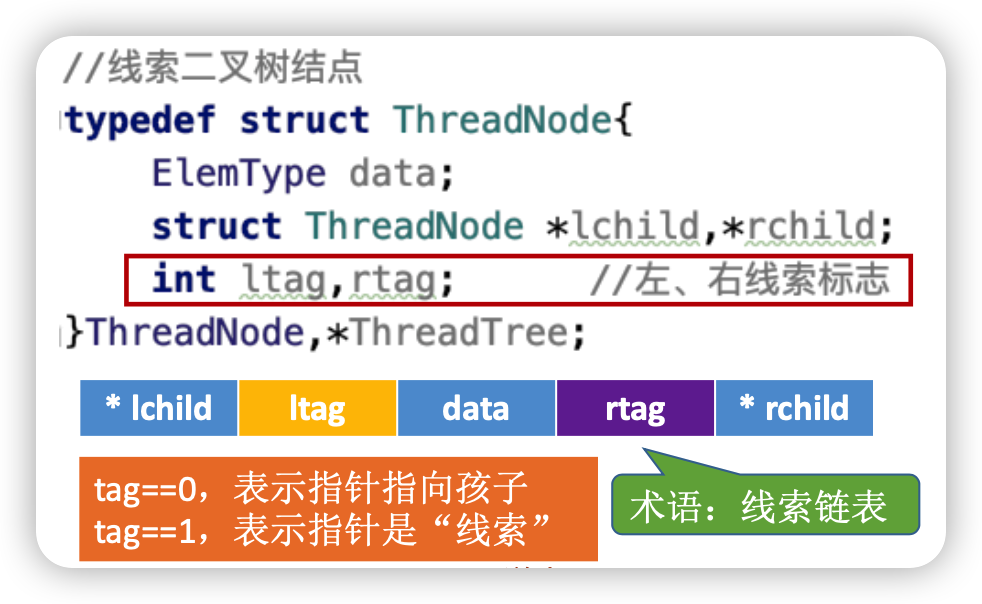 //线索二叉树结点
typedef struct ThreadNode{
ElemType data;
struct ThreadNode *lchild,*rchild;
int ltag,rtag; //左、右线索标志
}ThreadNode,*ThreadTree;
* lchild ltag data rtag * rchild
tag==0，表示指针指向孩子
tag==1，表示指针是“线索”
术语：线索链表